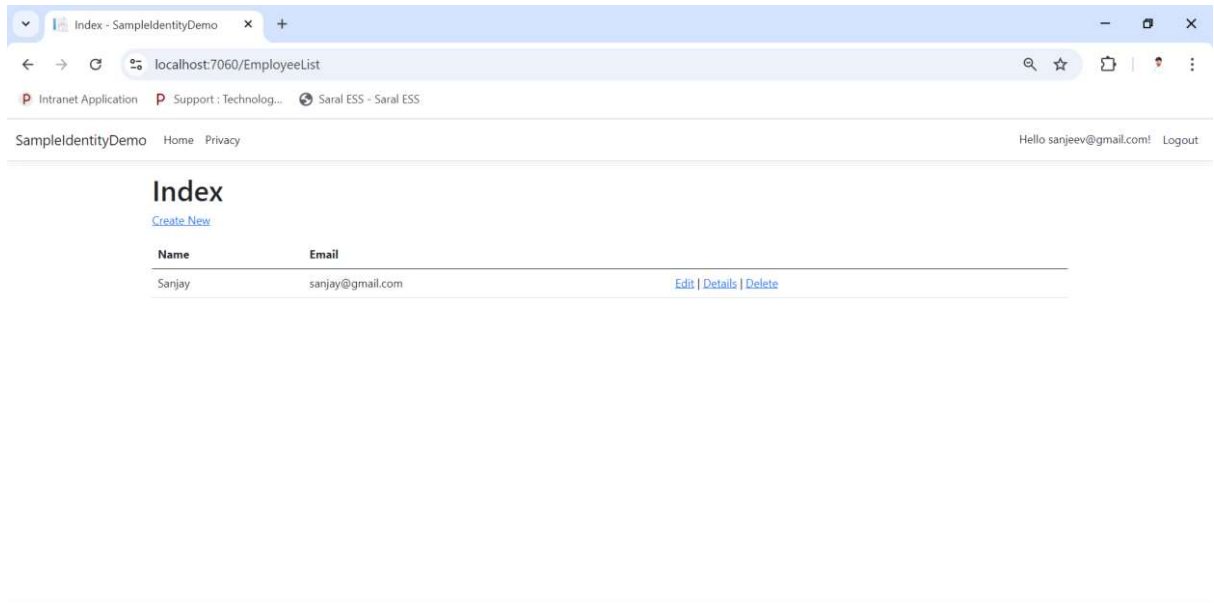 Index - SampleIdentityDemo
localhost:7060/EmployeeList
Intranet Application P Support : Technolog... Saral ESS - Saral ESS
SampleIdentityDemo Home Privacy Hello sanjeev@gmail.com! Logout
Index
Create New
Name Email
Sanjay sanjay@gmail.com Edit | Details | Delete